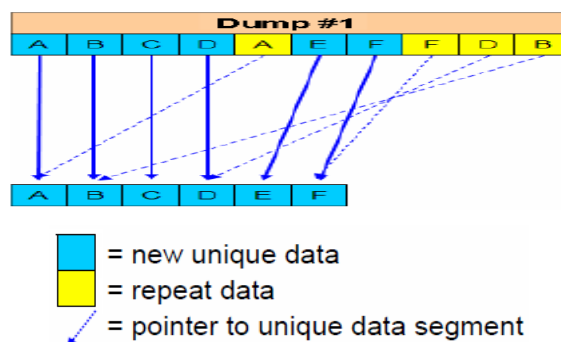 Dump #1
A B C D A E F F D B
A B C D E F
= new unique data
= repeat data
= pointer to unique data segment